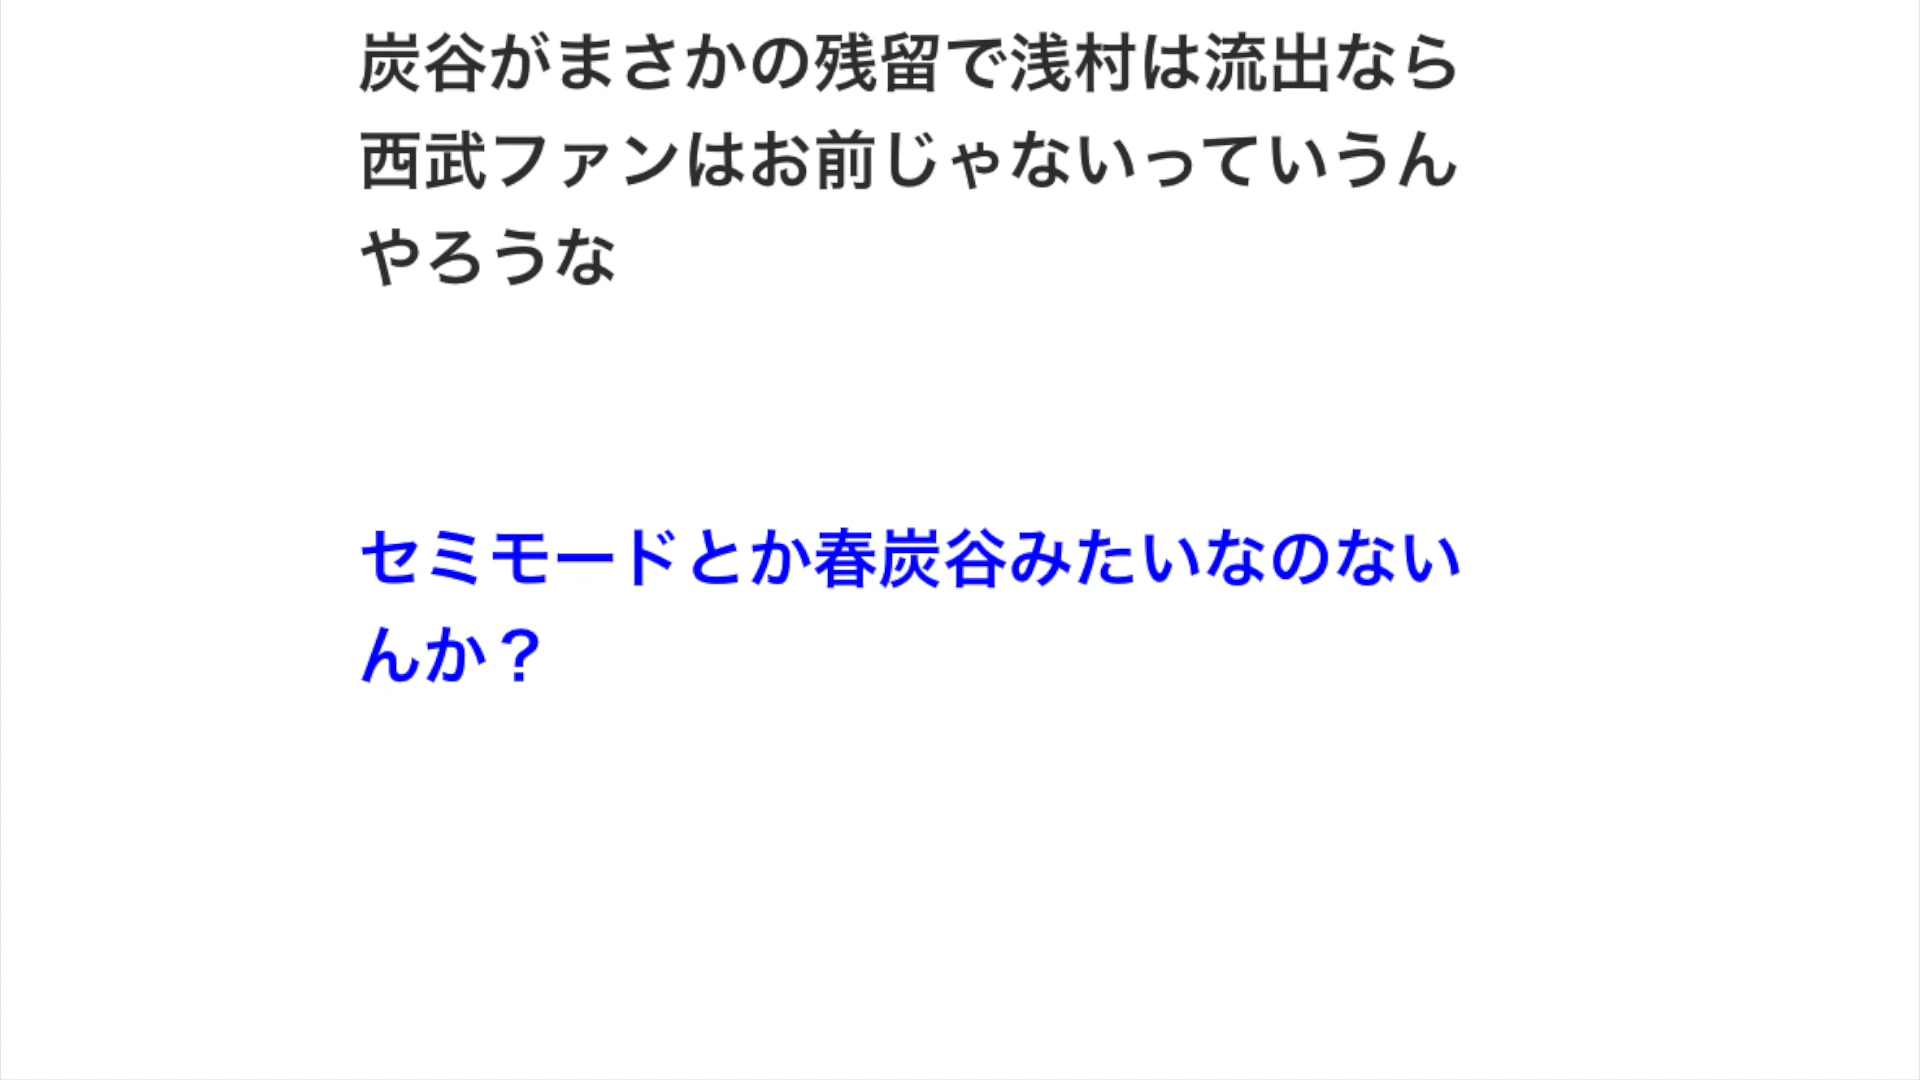 炭谷がまさかの残留で浅村は流出なら
西武ファンはお前じゃないっていうん
やろうな
セミモードとか春炭谷みたいなのない
んか？